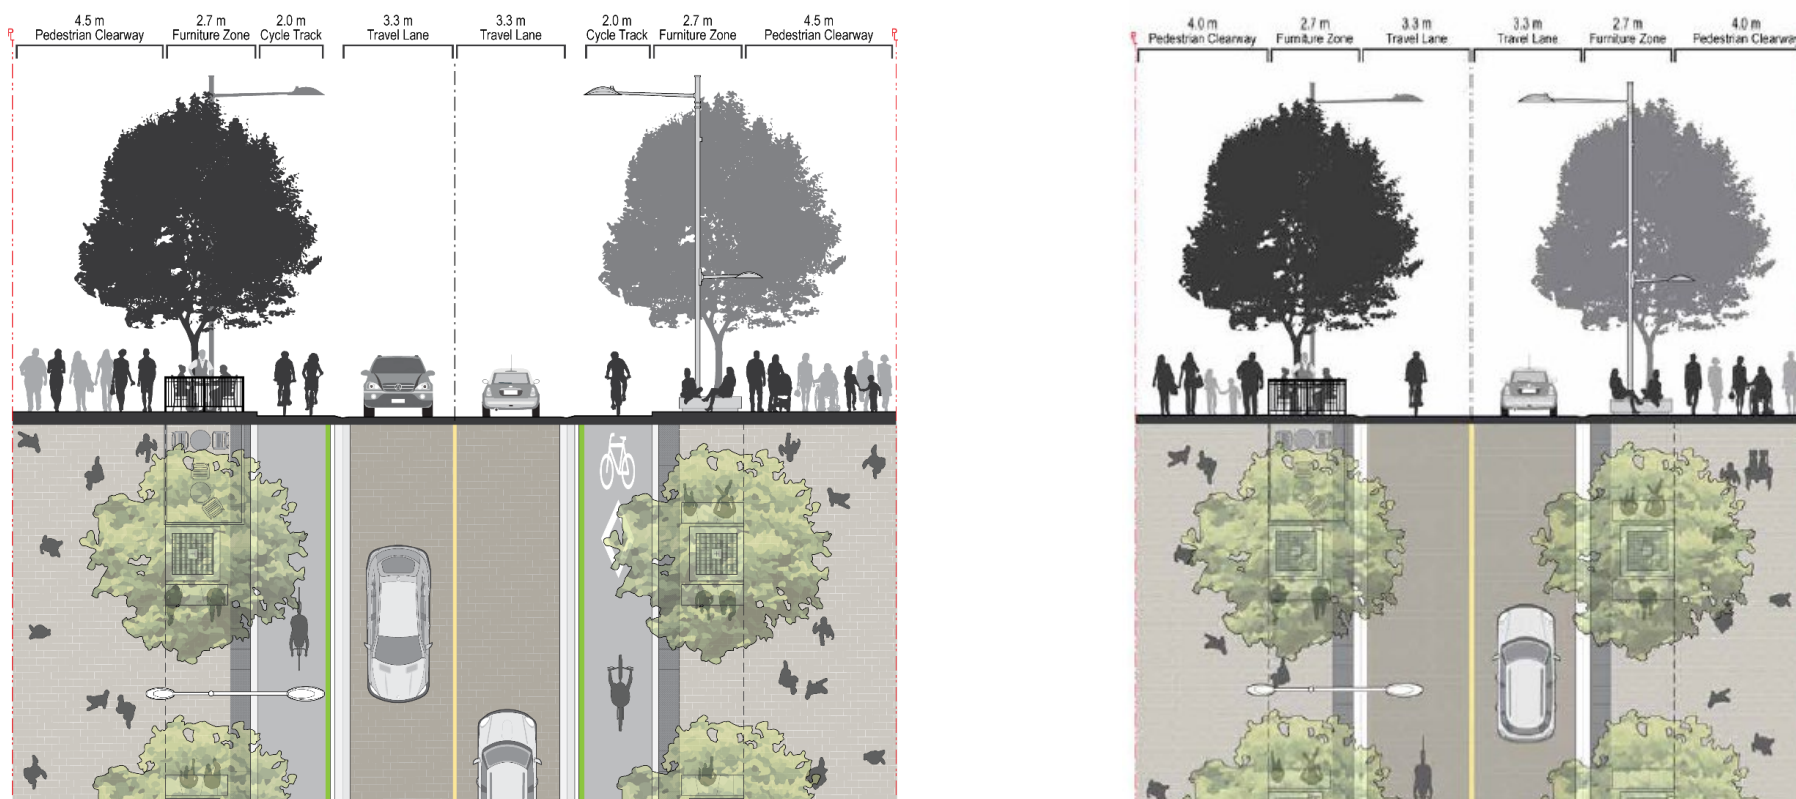 4.5 m
Pedestrian Clearway
2.7 m
Furniture Zone
2.0 m
Cycle Track
3.3 m
Travel Lane
3.3 m
Travel Lane
2.0 m
Cycle Track
2.7 m
Furniture Zone
4.5 m
Pedestrian Clearway
4.0 m
Pedestrian Clearway
2.7 m
Furniture Zone
3.3 m
Travel Lane
3.3 m
Travel Lane
2.7 m
Furniture Zone
4.0 m
Pedestrian Clearway